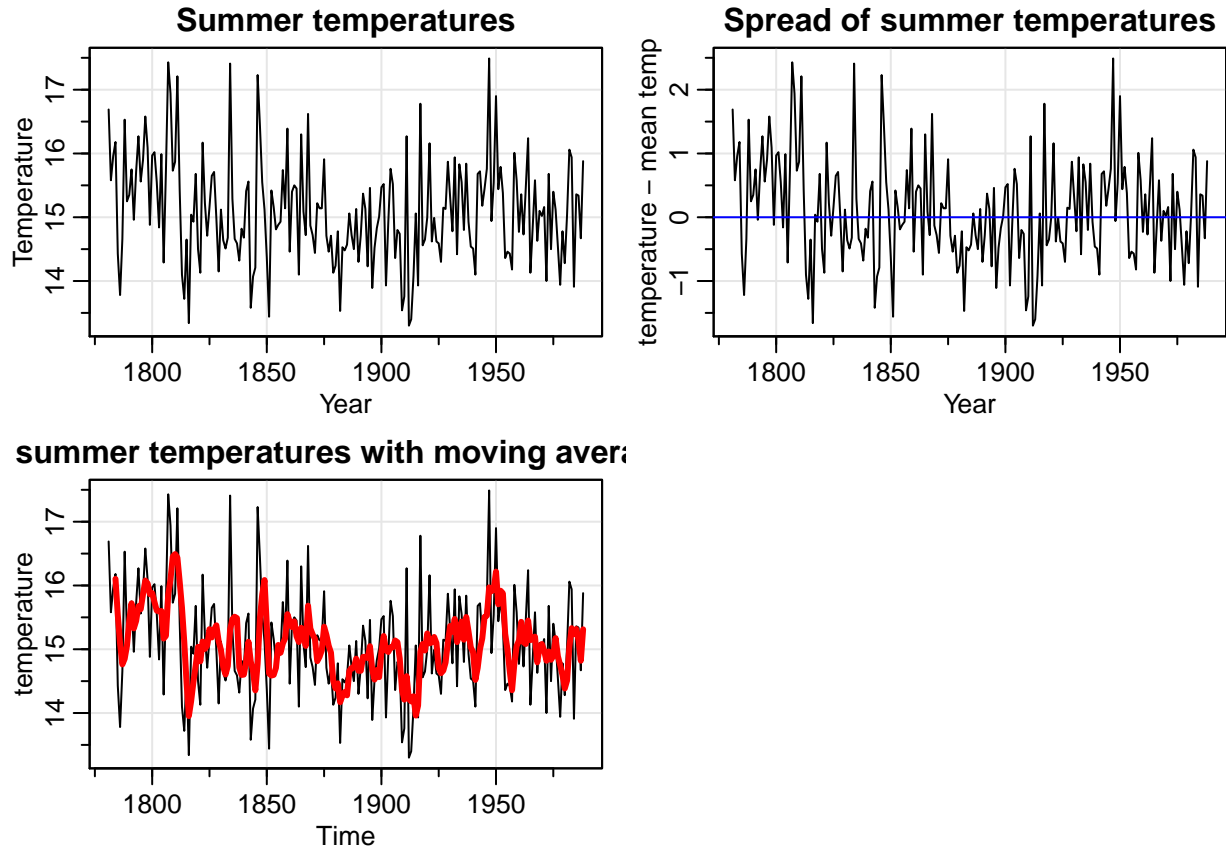 Summer temperatures
Temperature
17
16
15
14
1800 1850 1900 1950
Year
Spread of summer temperatures
temperature − mean temp
2
1
0
−1
1800 1850 1900 1950
Year
summer temperatures with moving avera
temperature
17
16
15
14
1800 1850 1900 1950
Time